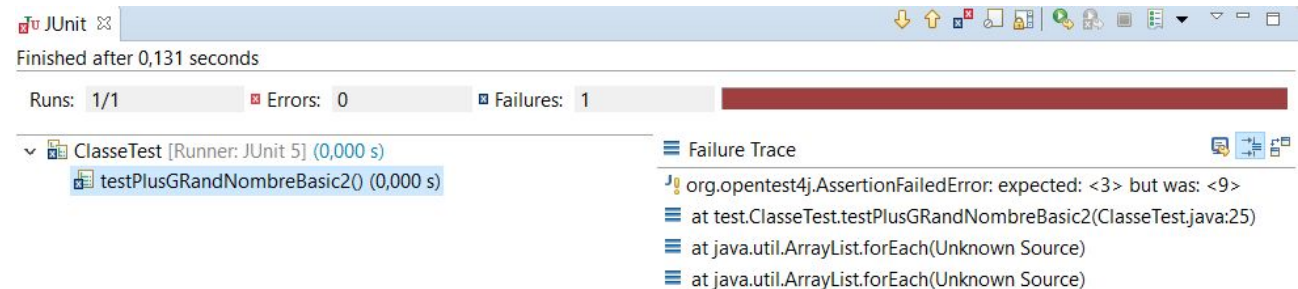 JUnit
Finished after 0,131 seconds
Runs: 1/1 Errors: 0 Failures: 1
ClasseTest [Runner: JUnit 5] (0,000 s)
testPlusGRandNombreBasic2() (0,000 s)
Failure Trace
org.opentest4j.AssertionFailedError: expected: <3> but was: <9>
at test.ClasseTest.testPlusGRandNombreBasic2(ClasseTest.java:25)
at java.util.ArrayList.forEach(Unknown Source)
at java.util.ArrayList.forEach(Unknown Source)